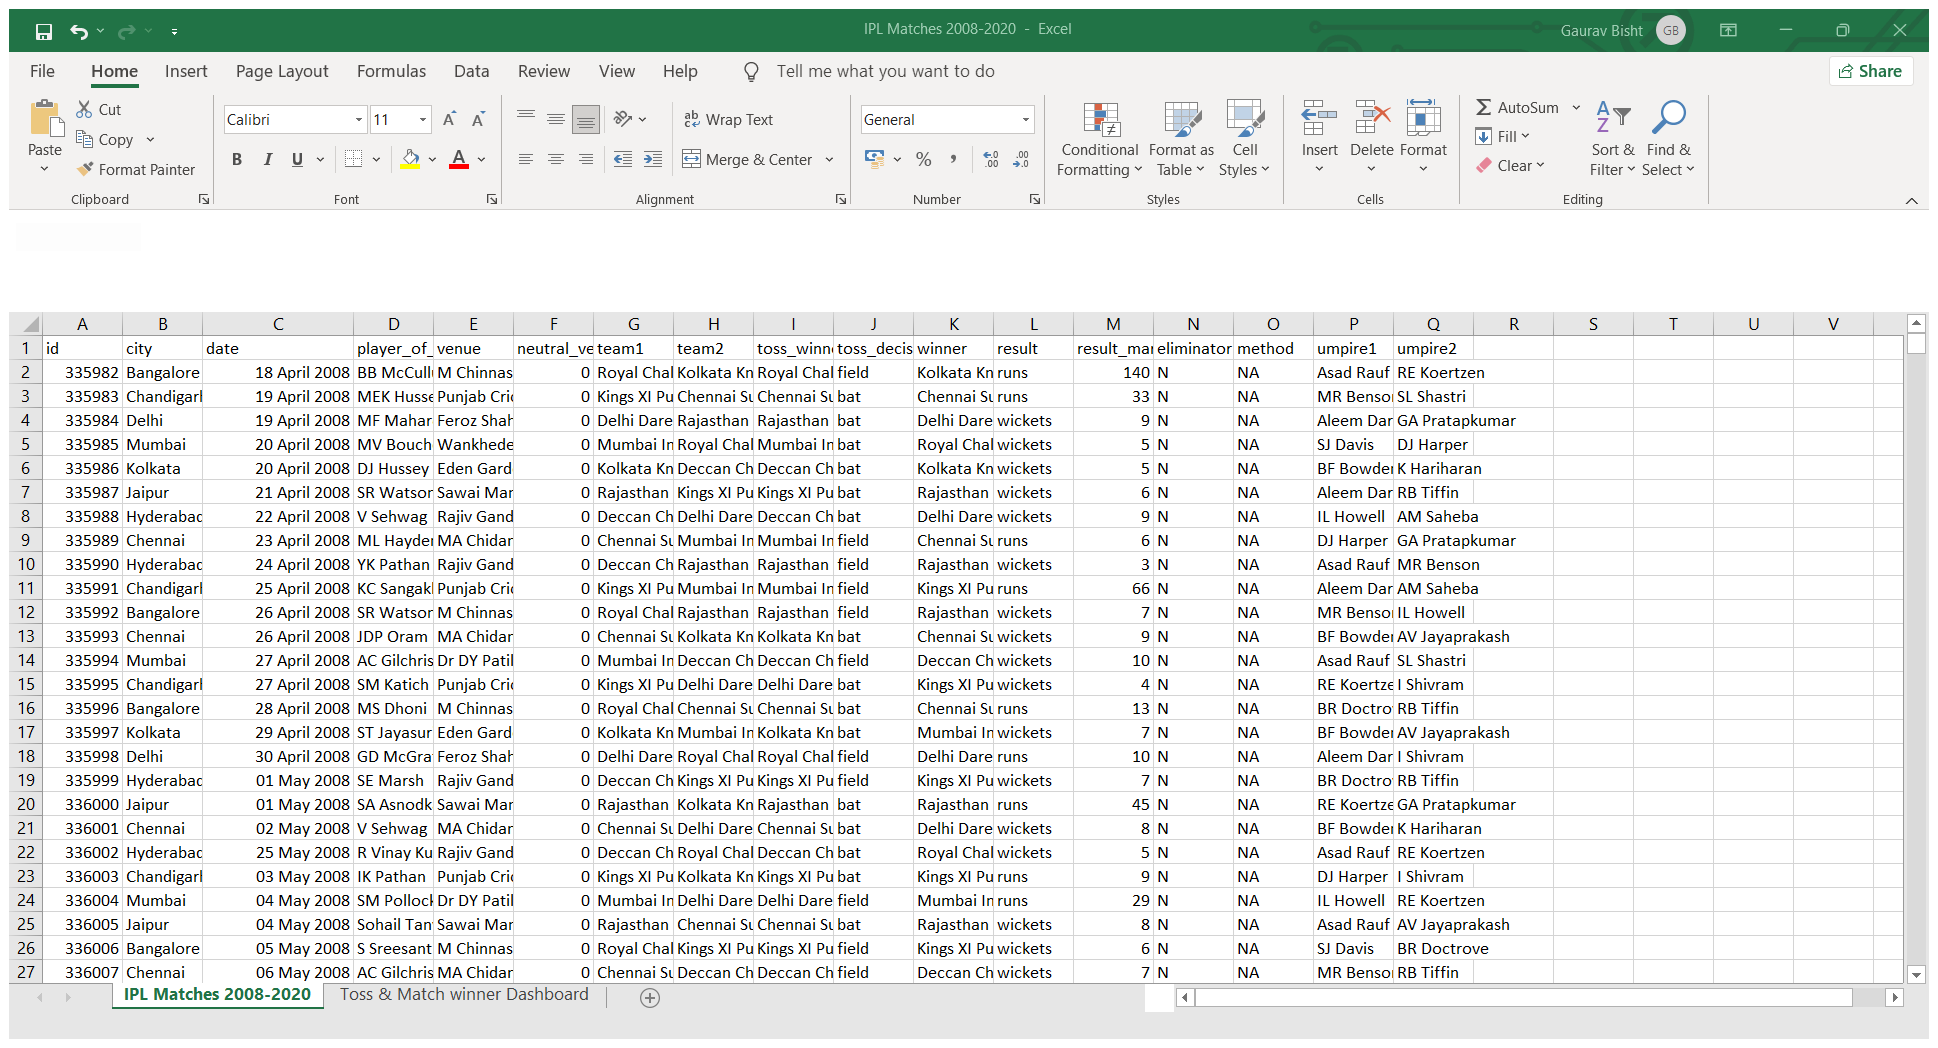 IPL Matches 2008-2020 - Excel
Gaurav Bisht GB
File Home Insert Page Layout Formulas Data Review View Help Tell me what you want to do Share
Paste Cut Copy Format Painter Clipboard
Calibri 11 B I U A Font
Wrap Text Merge & Center Alignment
General % Number
Conditional Formatting Format as Table Cell Styles Styles
Insert Delete Format Cells
AutoSum Fill Clear Sort & Filter Find & Select Editing
A B C D E F G H I J K L M N O P Q R S T U V
1 id city date player_of_ venue neutral_ve team1 team2 toss_winn toss_decis winner result result_mar eliminator method umpire1 umpire2
2 335982 Bangalore 18 April 2008 BB McCull M Chinnas 0 Royal Chal Kolkata Kn Royal Chal field Kolkata Kn runs 140 N NA Asad Rauf RE Koertzen
3 335983 Chandigarh 19 April 2008 MEK Husse Punjab Cric 0 Kings XI Pu Chennai Su Chennai Su bat Chennai Su runs 33 N NA MR Benson SL Shastri
4 335984 Delhi 19 April 2008 MF Mahar Feroz Shah 0 Delhi Dare Rajasthan Rajasthan bat Delhi Dare wickets 9 N NA Aleem Dar GA Pratapkumar
5 335985 Mumbai 20 April 2008 MV Bouch Wankhede 0 Mumbai In Royal Chal Mumbai In bat Royal Chal wickets 5 N NA SJ Davis DJ Harper
6 335986 Kolkata 20 April 2008 DJ Hussey Eden Gard 0 Kolkata Kn Deccan Ch Deccan Ch bat Kolkata Kn wickets 5 N NA BF Bowden K Hariharan
7 335987 Jaipur 21 April 2008 SR Watson Sawai Man 0 Rajasthan Kings XI Pu Kings XI Pu bat Rajasthan wickets 6 N NA Aleem Dar RB Tiffin
8 335988 Hyderabad 22 April 2008 V Sehwag Rajiv Gand 0 Deccan Ch Delhi Dare Deccan Ch bat Delhi Dare wickets 9 N NA IL Howell AM Saheba
9 335989 Chennai 23 April 2008 ML Hayden MA Chidar 0 Chennai Su Mumbai In Mumbai In field Chennai Su runs 6 N NA DJ Harper GA Pratapkumar
10 335990 Hyderabad 24 April 2008 YK Pathan Rajiv Gand 0 Deccan Ch Rajasthan Rajasthan field Rajasthan wickets 3 N NA Asad Rauf MR Benson
11 335991 Chandigarh 25 April 2008 KC Sangak Punjab Cric 0 Kings XI Pu Mumbai In Mumbai In field Kings XI Pu runs 66 N NA Aleem Dar AM Saheba
12 335992 Bangalore 26 April 2008 SR Watson M Chinnas 0 Royal Chal Rajasthan Rajasthan field Rajasthan wickets 7 N NA MR Benson IL Howell
13 335993 Chennai 26 April 2008 JDP Oram MA Chidar 0 Chennai Su Kolkata Kn Kolkata Kn bat Chennai Su wickets 9 N NA BF Bowden AV Jayaprakash
14 335994 Mumbai 27 April 2008 AC Gilchris Dr DY Patil 0 Mumbai In Deccan Ch Deccan Ch field Deccan Ch wickets 10 N NA Asad Rauf SL Shastri
15 335995 Chandigarh 27 April 2008 SM Katich Punjab Cric 0 Kings XI Pu Delhi Dare Delhi Dare bat Kings XI Pu wickets 4 N NA RE Koertze I Shivram
16 335996 Bangalore 28 April 2008 MS Dhoni M Chinnas 0 Royal Chal Chennai Su Chennai Su bat Chennai Su runs 13 N NA BR Doctro RB Tiffin
17 335997 Kolkata 29 April 2008 ST Jayasur Eden Gard 0 Kolkata Kn Mumbai In Kolkata Kn bat Mumbai In wickets 7 N NA BF Bowden AV Jayaprakash
18 335998 Delhi 30 April 2008 GD McGra Feroz Shah 0 Delhi Dare Royal Chal Royal Chal field Delhi Dare runs 10 N NA Aleem Dar I Shivram
19 335999 Hyderabad 01 May 2008 SE Marsh Rajiv Gand 0 Deccan Ch Kings XI Pu Kings XI Pu field Kings XI Pu wickets 7 N NA BR Doctro RB Tiffin
20 336000 Jaipur 01 May 2008 SA Asnodk Sawai Man 0 Rajasthan Kolkata Kn Rajasthan bat Rajasthan runs 45 N NA RE Koertze GA Pratapkumar
21 336001 Chennai 02 May 2008 V Sehwag MA Chidar 0 Chennai Su Delhi Dare Chennai Su bat Delhi Dare wickets 8 N NA BF Bowden K Hariharan
22 336002 Hyderabad 25 May 2008 R Vinay Ku Rajiv Gand 0 Deccan Ch Royal Chal Deccan Ch bat Royal Chal wickets 5 N NA Asad Rauf RE Koertzen
23 336003 Chandigarh 03 May 2008 IK Pathan Punjab Cric 0 Kings XI Pu Kolkata Kn Kings XI Pu bat Kings XI Pu runs 9 N NA DJ Harper I Shivram
24 336004 Mumbai 04 May 2008 SM Pollock Dr DY Patil 0 Mumbai In Delhi Dare Delhi Dare field Mumbai In runs 29 N NA IL Howell RE Koertzen
25 336005 Jaipur 04 May 2008 Sohail Tan Sawai Man 0 Rajasthan Chennai Su Chennai Su bat Rajasthan wickets 8 N NA Asad Rauf AV Jayaprakash
26 336006 Bangalore 05 May 2008 S Sreesant M Chinnas 0 Royal Chal Kings XI Pu Kings XI Pu field Kings XI Pu wickets 6 N NA SJ Davis BR Doctrove
27 336007 Chennai 06 May 2008 AC Gilchris MA Chidar 0 Chennai Su Deccan Ch Deccan Ch field Deccan Ch wickets 7 N NA MR Benson RB Tiffin
IPL Matches 2008-2020 Toss & Match winner Dashboard